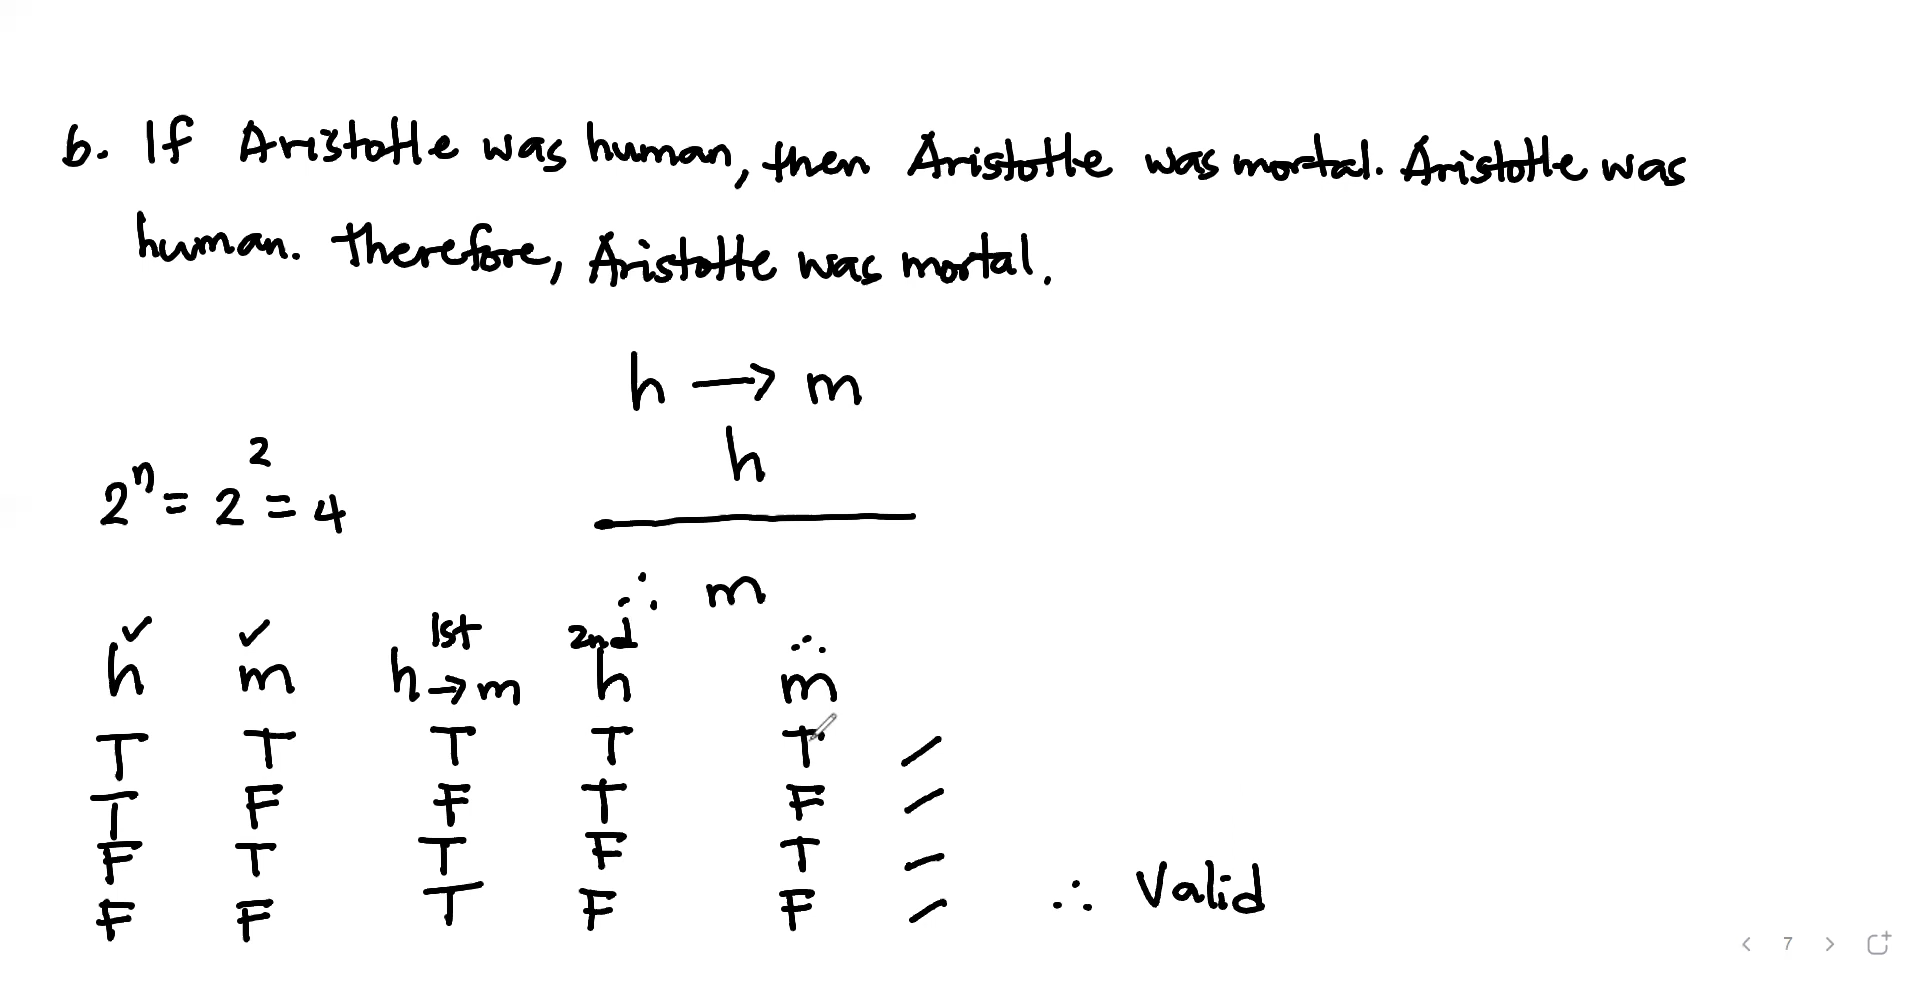 b. If Aristotle was human, then Aristotle was mortal. Aristotle was
human. Therefore, Aristotle was mortal.
h → m
h
2ⁿ = 2² = 4
∴ m
1st 2nd ∴
h ✓ m ✓ h → m h m
T T T T T
T F F T F
F T T F T
F F T F F
∴ Valid
7